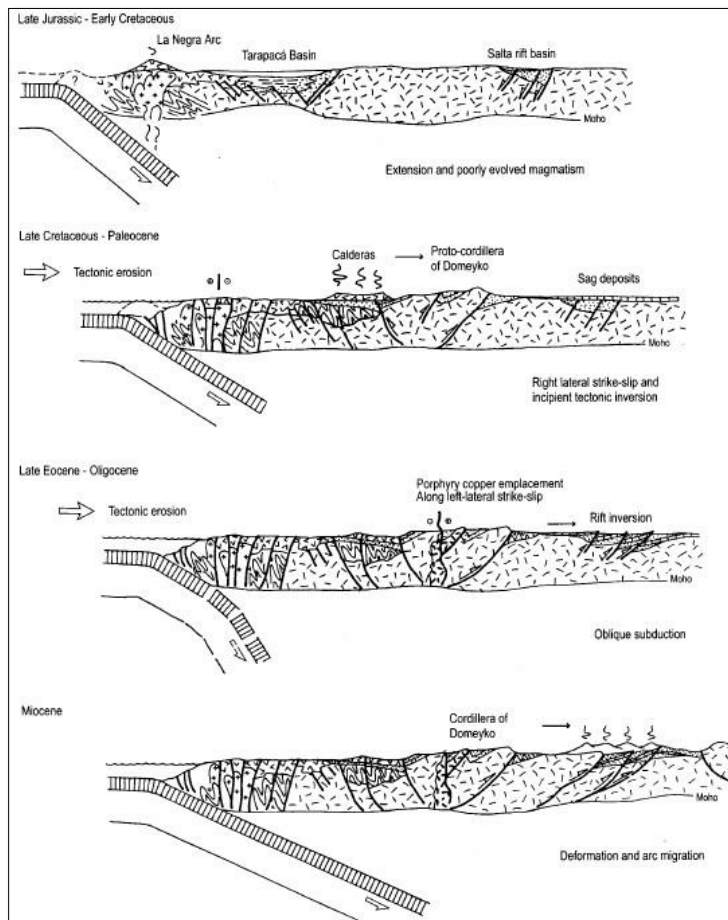 Late Jurassic - Early Cretaceous
La Negra Arc
Tarapacá Basin
Salta rift basin
Moho
Extension and poorly evolved magmatism
Late Cretaceous - Paleocene
Calderas
Proto-cordillera
of Domeyko
Tectonic erosion
Sag deposits
Moho
Right lateral strike-slip and
incipient tectonic inversion
Late Eocene - Oligocene
Porphyry copper emplacement
Along left-lateral strike-slip
Tectonic erosion
Rift inversion
Moho
Oblique subduction
Miocene
Cordillera of
Domeyko
Moho
Deformation and arc migration